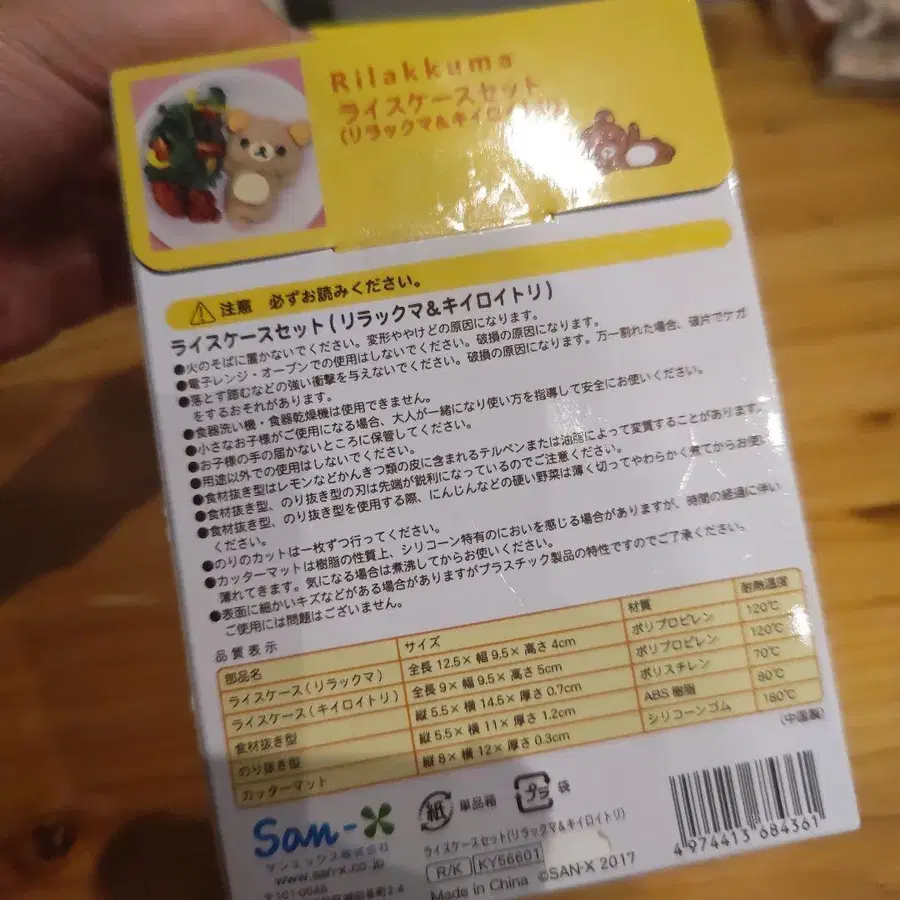 Rilakkuma
ライスケースセット
(リラックマ&キイロイトリ)
注意 必ずお読みください。
ライスケースセット(リラックマ&キイロイトリ)
●火のそばに置かないでください。変形ややけどの原因になります。
●電子レンジ・オーブンでの使用はしないでください。破損の原因になります。
●落とす踏むなどの強い衝撃を与えないでください。破損の原因になります。万一割れた場合、破片でケガ
をするおそれがあります。
●食器洗い機・食器乾燥機は使用できません。
●小さなお子様がご使用になる場合、大人が一緒になり使い方を指導して安全にお使いください。
●お子様の手の届かないところに保管してください。
●用途以外での使用はしないでください。
●食材抜き型はレモンなどかんきつ類の皮に含まれるテルペンまたは油脂によって変質することがあります。
●食材抜き型、のり抜き型の刃は先端が鋭利になっているのでご注意ください。
●食材抜き型、のり抜き型を使用する際、にんじんなどの硬い野菜は薄く切ってやわらかく煮てからお使い
ください。
●のりのカットは一枚ずつ行ってください。
●カッターマットは樹脂の性質上、シリコーン特有のにおいを感じる場合がありますが、時間の経過に伴い
薄れてきます。気になる場合は煮沸してからお使いください。
●表面に細かいキズなどがある場合がありますがプラスチック製品の特性ですのでご了承ください。
ご使用には問題はございません。
品質表示
部品名 サイズ 材質 耐熱温度
ライスケース(リラックマ) 全長 12.5× 幅 9.5× 高さ 4cm ポリプロピレン 120℃
ライスケース(キイロイトリ) 全長 9× 幅 9.5× 高さ 5cm ポリプロピレン 120℃
食材抜き型 縦 5.5× 横 14.5× 厚さ 0.7cm ポリスチレン 70℃
のり抜き型 縦 5.5× 横 11× 厚さ 1.2cm ABS 樹脂 80℃
カッターマット 縦 8× 横 12× 厚さ 0.3cm シリコーンゴム 180℃
(中国製)
San-X
サンエックス株式会社
www.san-x.co.jp
紙 単品箱 プラ 袋
ライスケースセット(リラックマ&キイロイトリ)
R/K KY56601
Made in China ©SAN-X 2017
4 974413 684361